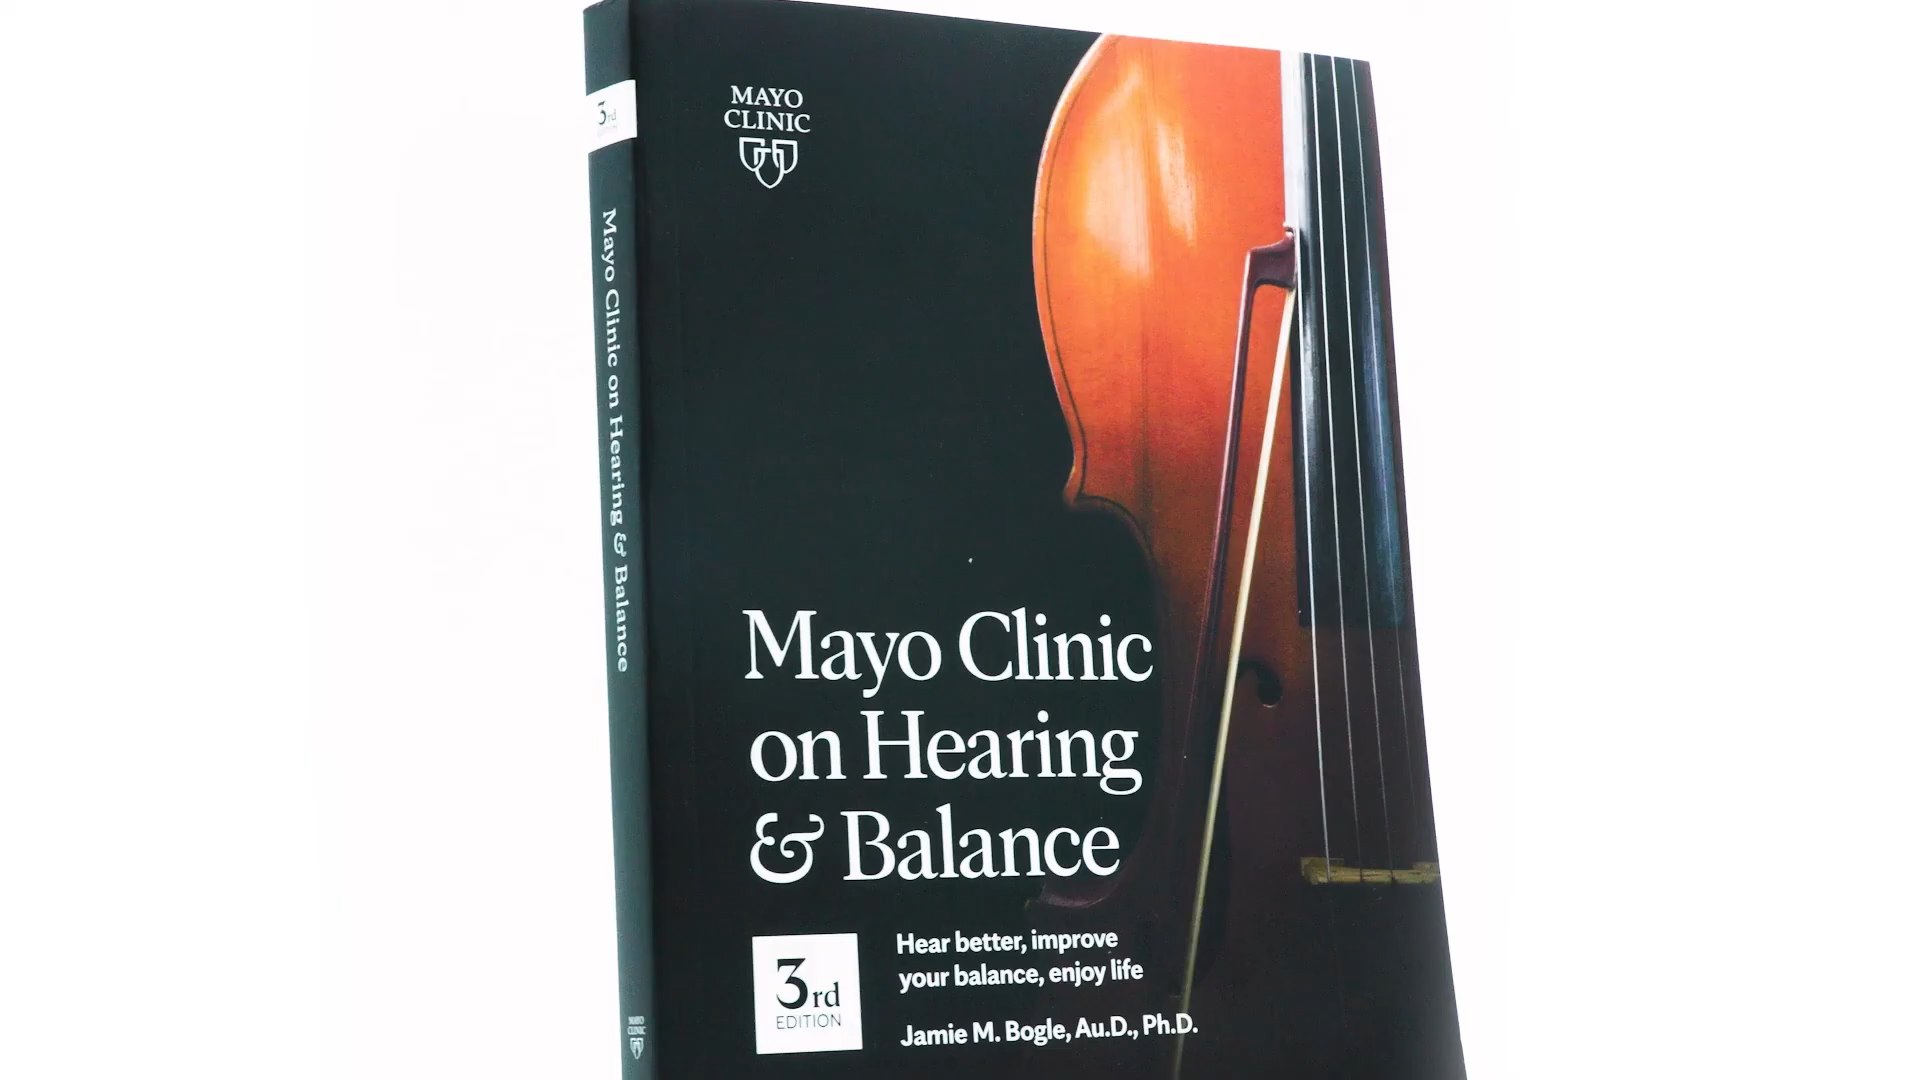 3rd
Mayo Clinic on Hearing & Balance
MAYO
CLINIC
MAYO
CLINIC
Mayo Clinic
on Hearing
& Balance
3rd
EDITION
Hear better, improve
your balance, enjoy life
Jamie M. Bogle, Au.D., Ph.D.